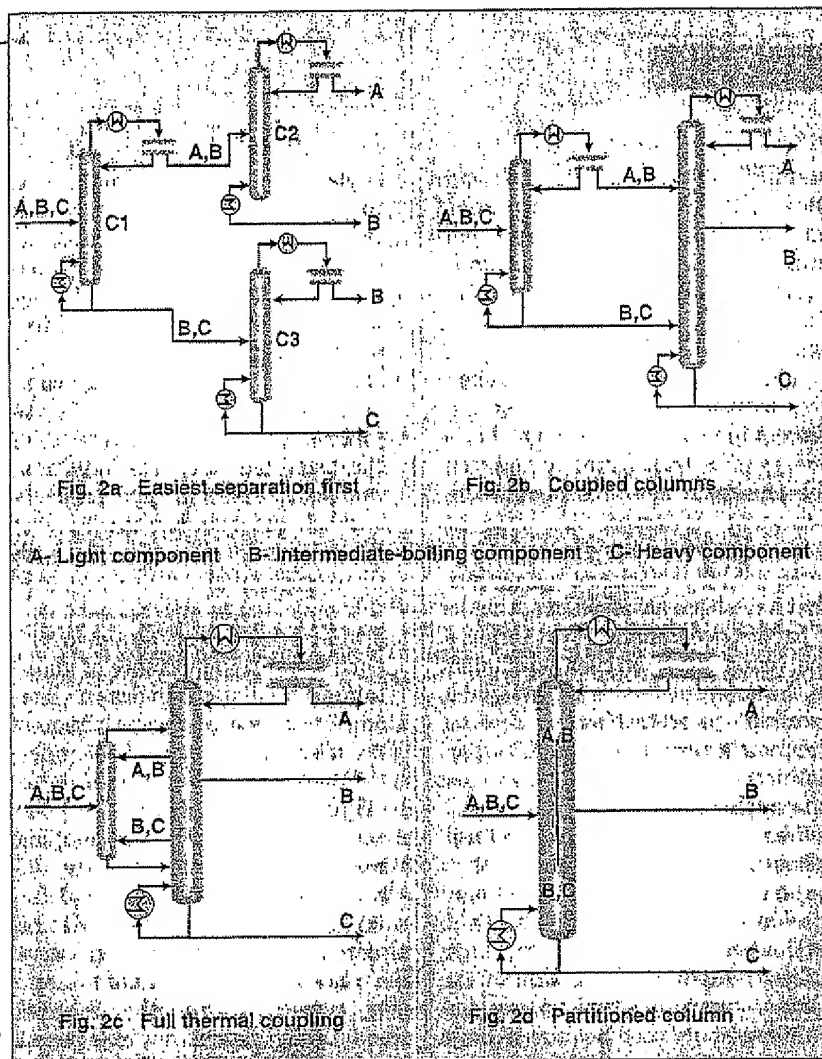 A
A,B
C2
A,B,C
C1
B
B
B,C
C3
C
Fig. 2a Easiest separation first
A
A,B
A,B,C
B
B,C
C
Fig. 2b Coupled columns
A- Light component B- Intermediate-boiling component C- Heavy component
A
A,B
A,B,C
B
B,C
C
Fig. 2c Full thermal coupling
A
A,B
B
A,B,C
B,C
C
Fig. 2d Partitioned column